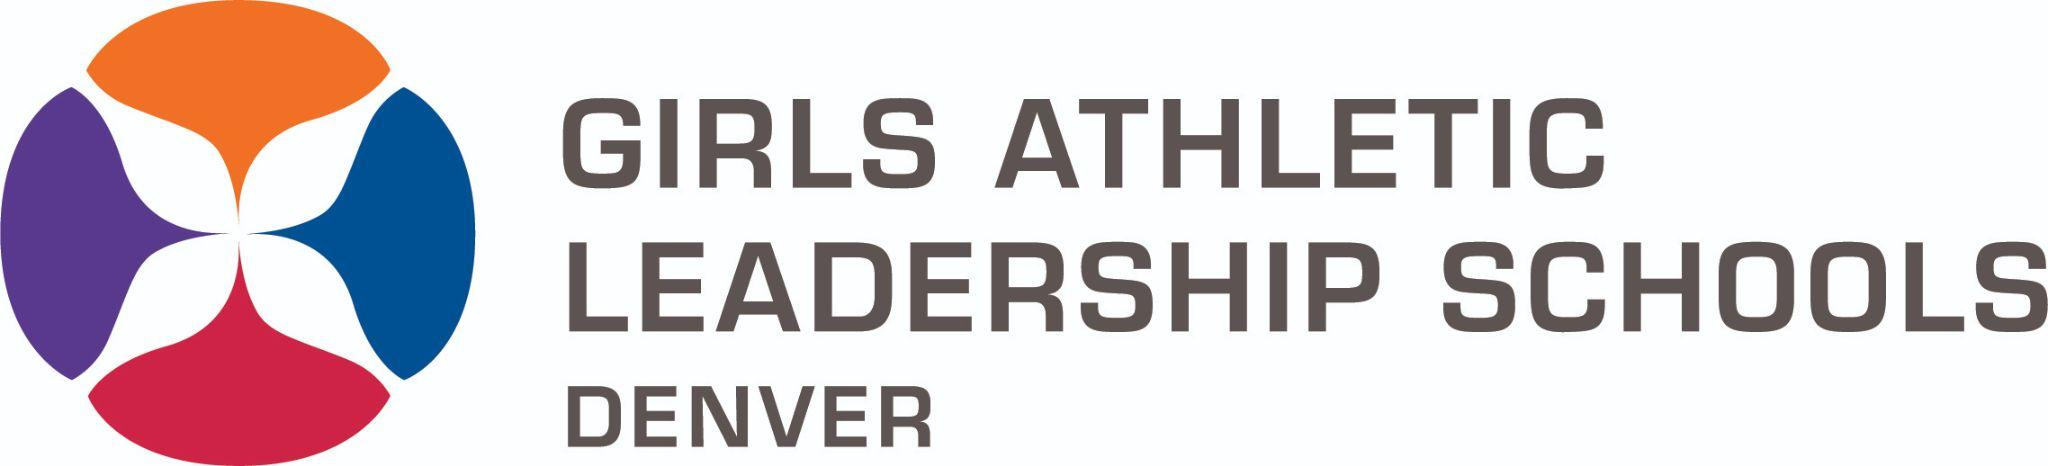 GIRLS ATHLETIC
LEADERSHIP SCHOOLS
DENVER